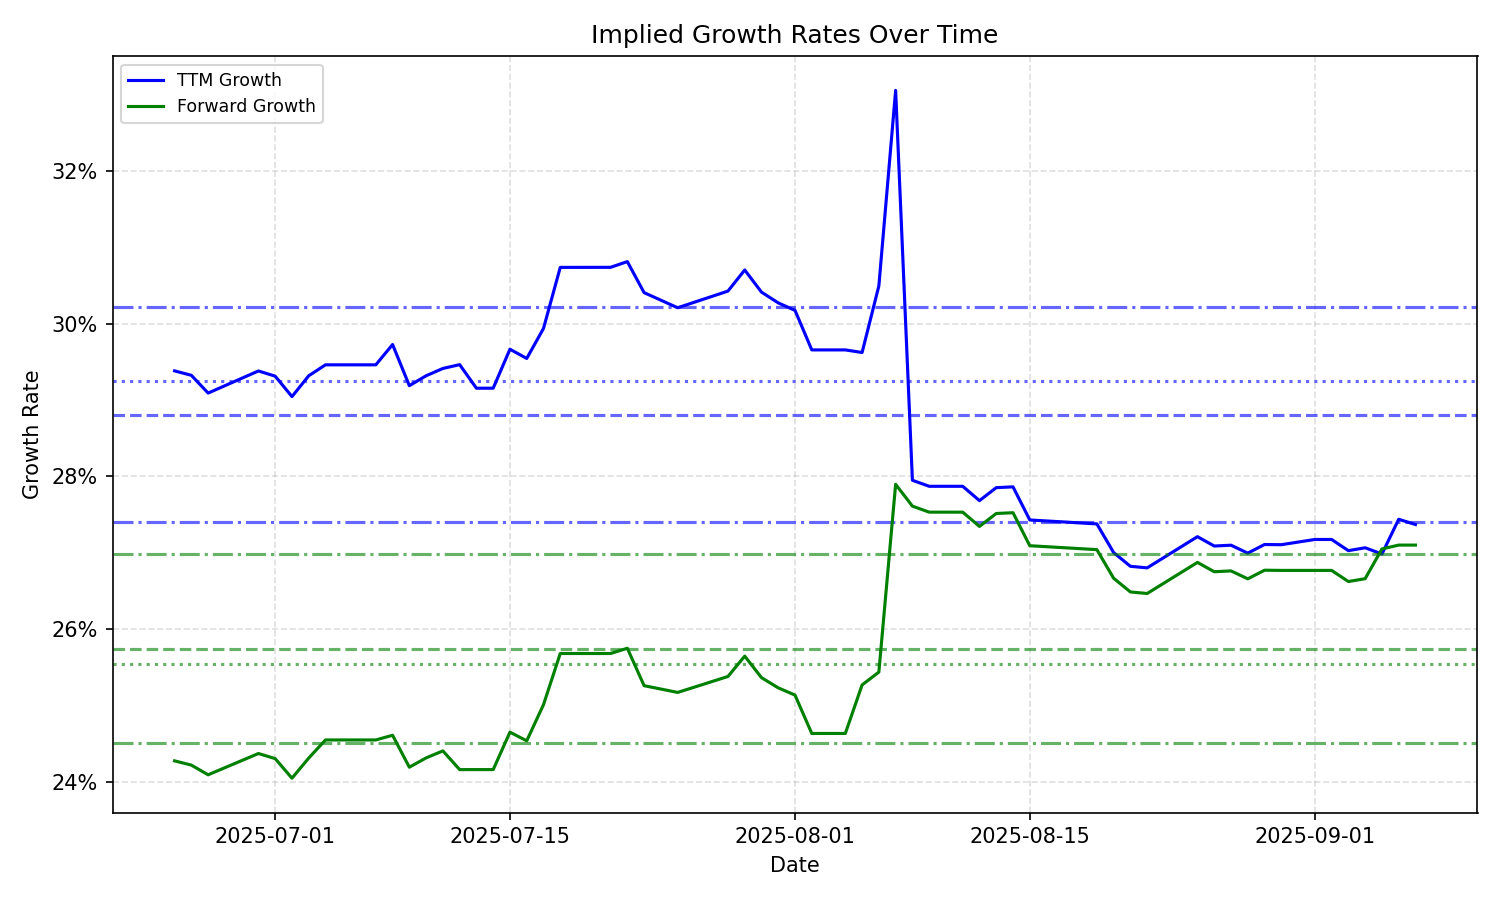 Implied Growth Rates Over Time
TTM Growth
Forward Growth
32%
30%
28%
26%
24%
Growth Rate
2025-07-01
2025-07-15
2025-08-01
2025-08-15
2025-09-01
Date